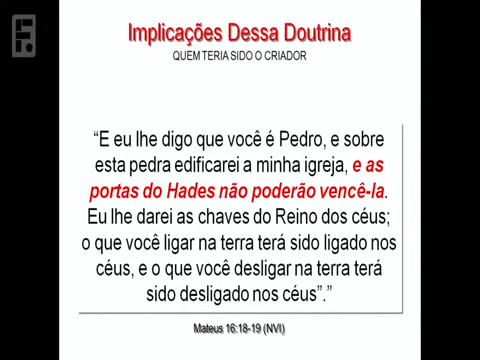 Implicações Dessa Doutrina
QUEM TERIA SIDO O CRIADOR
“E eu lhe digo que você é Pedro, e sobre
esta pedra edificarei a minha igreja, e as
portas do Hades não poderão vencê-la.
Eu lhe darei as chaves do Reino dos céus;
o que você ligar na terra terá sido ligado nos
céus, e o que você desligar na terra terá
sido desligado nos céus”.”
Mateus 16:18-19 (NVI)